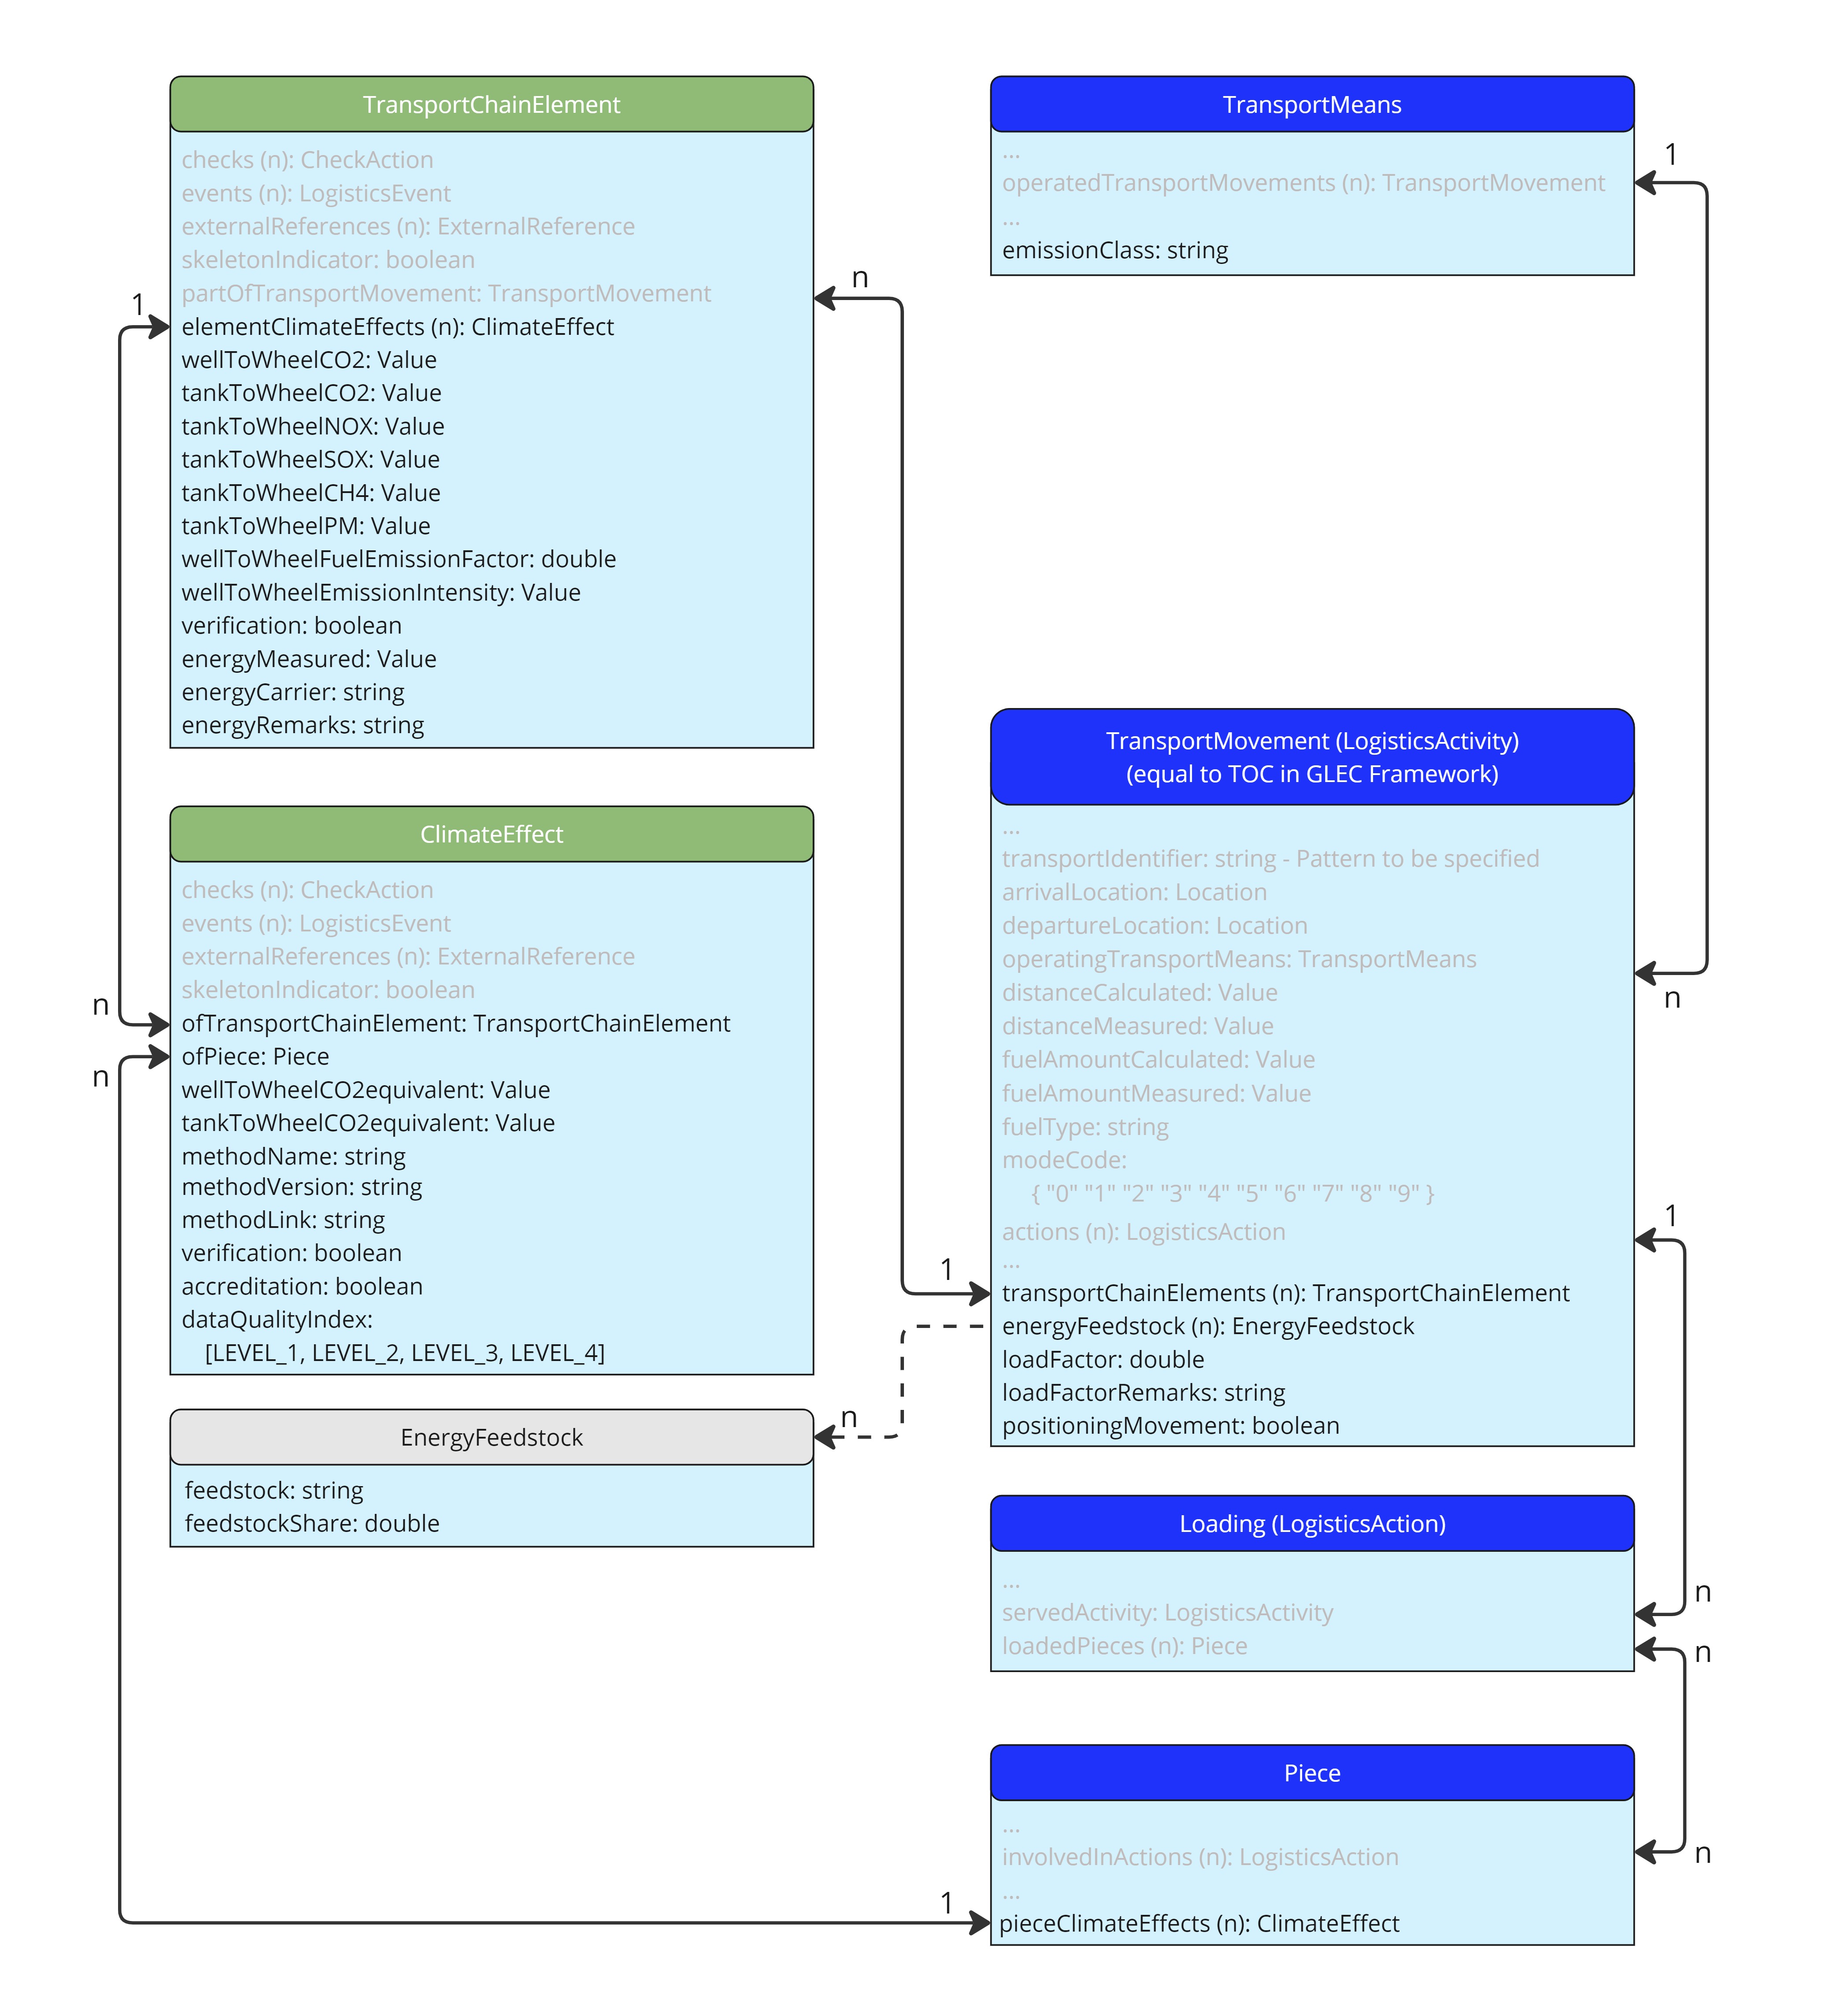 TransportChainElement
checks (n): CheckAction
events (n): LogisticsEvent
externalReferences (n): ExternalReference
skeletonIndicator: boolean
partOfTransportMovement: TransportMovement
elementClimateEffects (n): ClimateEffect
wellToWheelCO2: Value
tankToWheelCO2: Value
tankToWheelNOX: Value
tankToWheelSOX: Value
tankToWheelCH4: Value
tankToWheelPM: Value
wellToWheelFuelEmissionFactor: double
wellToWheelEmissionIntensity: Value
verification: boolean
energyMeasured: Value
energyCarrier: string
energyRemarks: string
1
n
ClimateEffect
checks (n): CheckAction
events (n): LogisticsEvent
externalReferences (n): ExternalReference
skeletonIndicator: boolean
ofTransportChainElement: TransportChainElement
ofPiece: Piece
wellToWheelCO2equivalent: Value
tankToWheelCO2equivalent: Value
methodName: string
methodVersion: string
methodLink: string
verification: boolean
accreditation: boolean
dataQualityIndex:
[LEVEL_1, LEVEL_2, LEVEL_3, LEVEL_4]
n
n
EnergyFeedstock
feedstock: string
feedstockShare: double
n
TransportMeans
...
operatedTransportMovements (n): TransportMovement
...
emissionClass: string
1
TransportMovement (LogisticsActivity)
(equal to TOC in GLEC Framework)
...
transportIdentifier: string - Pattern to be specified
arrivalLocation: Location
departureLocation: Location
operatingTransportMeans: TransportMeans
distanceCalculated: Value
distanceMeasured: Value
fuelAmountCalculated: Value
fuelAmountMeasured: Value
fuelType: string
modeCode:
{ "0" "1" "2" "3" "4" "5" "6" "7" "8" "9" }
actions (n): LogisticsAction
...
transportChainElements (n): TransportChainElement
energyFeedstock (n): EnergyFeedstock
loadFactor: double
loadFactorRemarks: string
positioningMovement: boolean
n
1
1
Loading (LogisticsAction)
...
servedActivity: LogisticsActivity
loadedPieces (n): Piece
n
n
Piece
...
involvedInActions (n): LogisticsAction
...
pieceClimateEffects (n): ClimateEffect
n
1